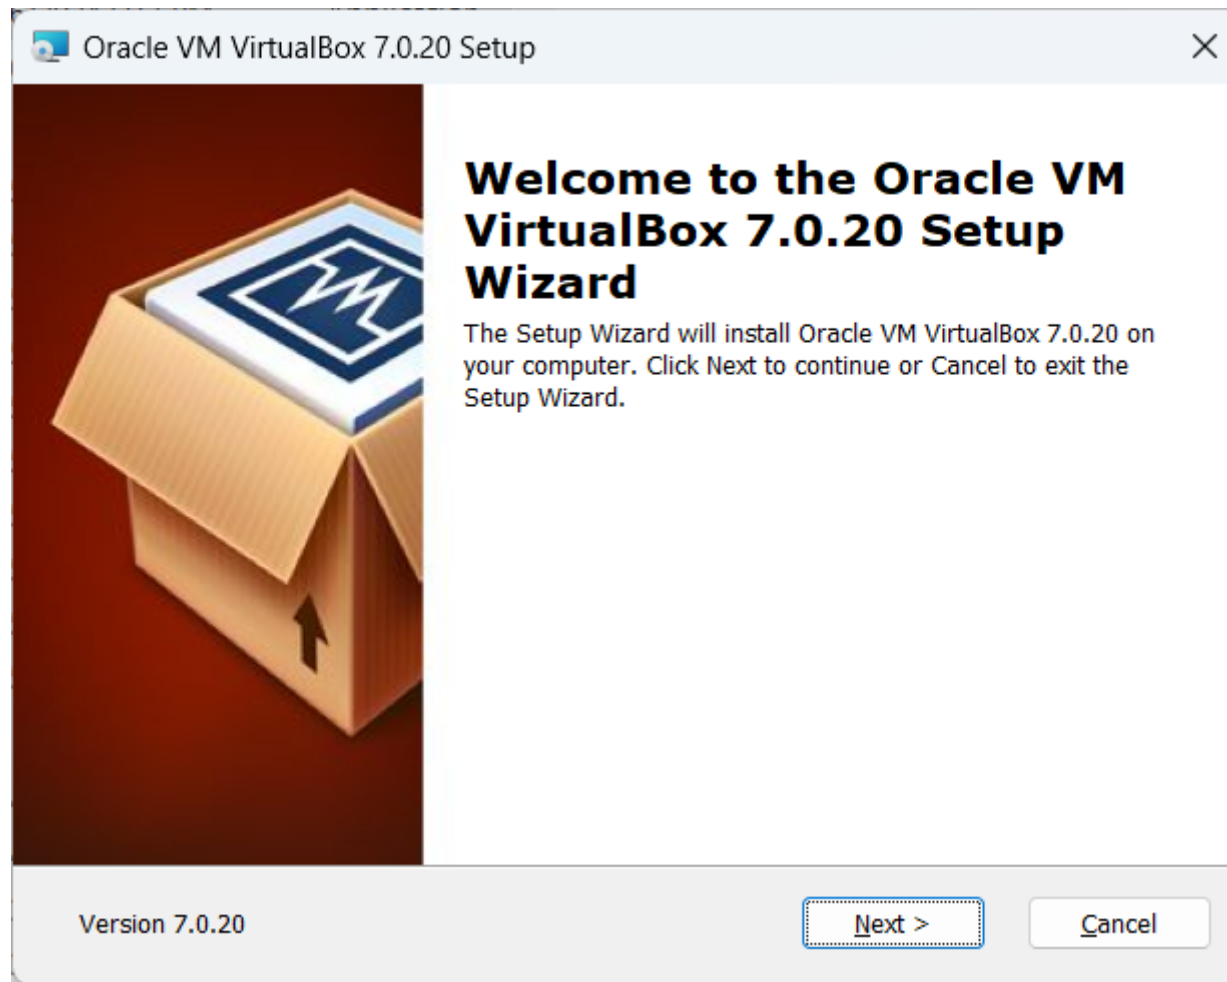 Oracle VM VirtualBox 7.0.20 Setup
Welcome to the Oracle VM
VirtualBox 7.0.20 Setup
Wizard
The Setup Wizard will install Oracle VM VirtualBox 7.0.20 on
your computer. Click Next to continue or Cancel to exit the
Setup Wizard.
Version 7.0.20
Next >
Cancel